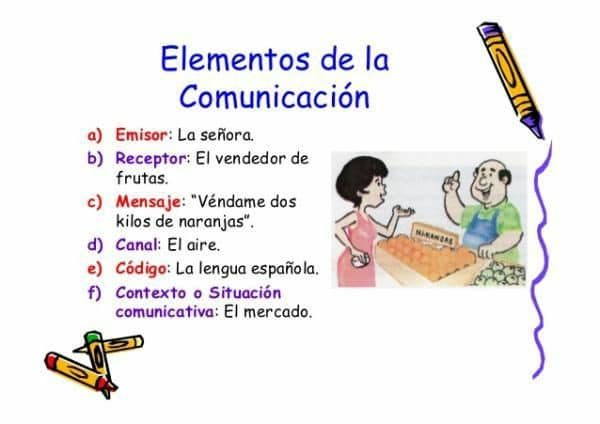 Elementos de la
Comunicación
a) Emisor: La señora.
b) Receptor: El vendedor de
frutas.
c) Mensaje: “Véndame dos
kilos de naranjas”.
d) Canal: El aire.
e) Código: La lengua española.
f) Contexto o Situación
comunicativa: El mercado.
NARANJAS